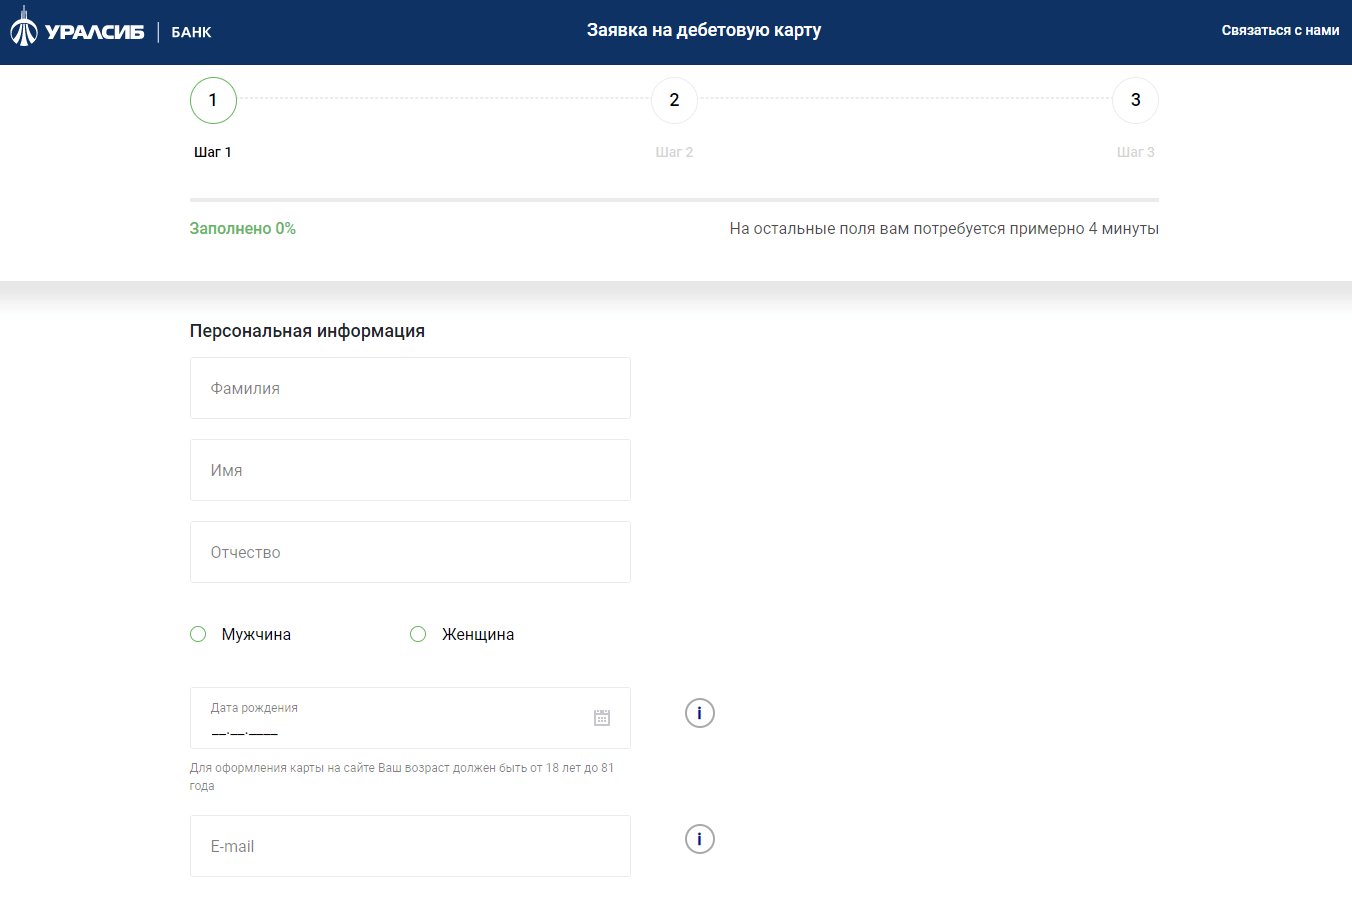 УРАЛСИБ | БАНК
Заявка на дебетовую карту
Связаться с нами
1
2
3
Шаг 1
Шаг 2
Шаг 3
Заполнено 0%
На остальные поля вам потребуется примерно 4 минуты
Персональная информация
Фамилия
Имя
Отчество
Мужчина
Женщина
Дата рождения
__.__.____
i
Для оформления карты на сайте Ваш возраст должен быть от 18 лет до 81
года
E-mail
i